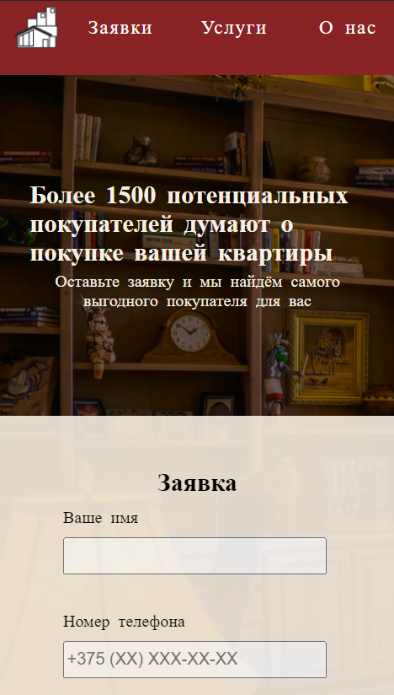 Заявки Услуги О нас
Более 1500 потенциальных
покупателей думают о
покупке вашей квартиры
Оставьте заявку и мы найдём самого
выгодного покупателя для вас
Заявка
Ваше имя
Номер телефона
+375 (XX) XXX-XX-XX